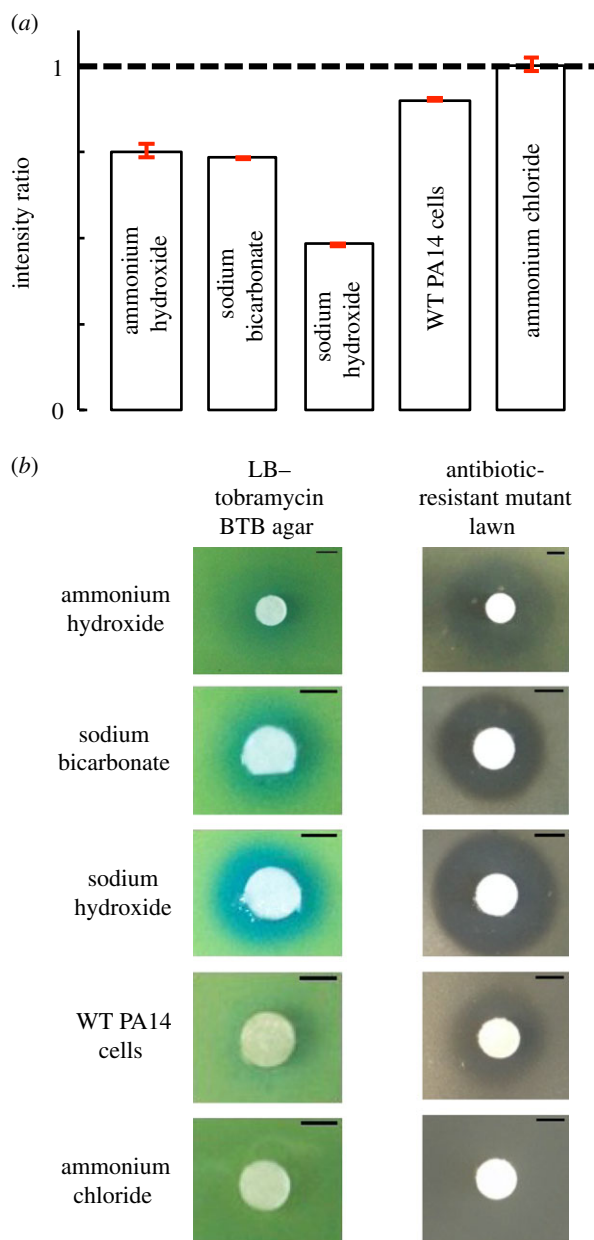 (a)
1
0
intensity ratio
ammonium
hydroxide
sodium
bicarbonate
sodium
hydroxide
WT PA14 cells
ammonium chloride
(b)
LB–
tobramycin
BTB agar
antibiotic-
resistant mutant
lawn
ammonium
hydroxide
sodium
bicarbonate
sodium
hydroxide
WT PA14
cells
ammonium
chloride